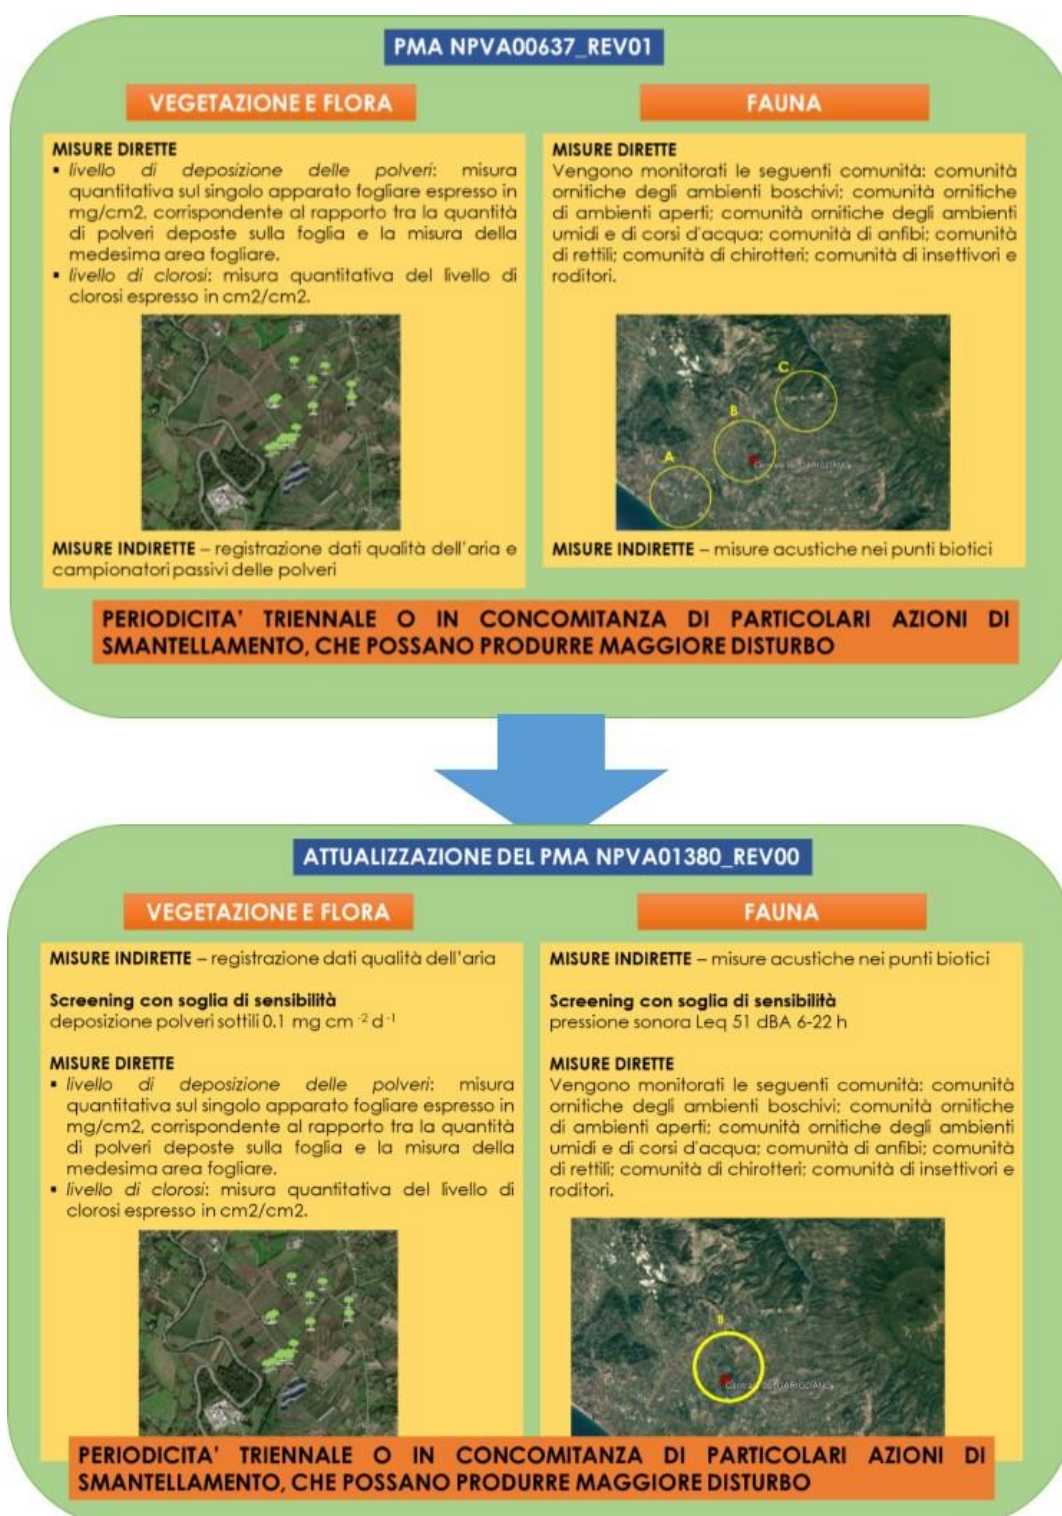 PMA NPVA00637_REV01
VEGETAZIONE E FLORA
MISURE DIRETTE
▪ livello di deposizione delle polveri: misura
quantitativa sul singolo apparato fogliare espresso in
mg/cm2, corrispondente al rapporto tra la quantità
di polveri deposte sulla foglia e la misura della
medesima area fogliare.
▪ livello di clorosi: misura quantitativa del livello di
clorosi espresso in cm2/cm2.
MISURE INDIRETTE – registrazione dati qualità dell'aria e
campionatori passivi delle polveri
FAUNA
MISURE DIRETTE
Vengono monitorati le seguenti comunità: comunità
ornitiche degli ambienti boschivi; comunità ornitiche
di ambienti aperti; comunità ornitiche degli ambienti
umidi e di corsi d'acqua; comunità di anfibi; comunità
di rettili; comunità di chirotteri; comunità di insettivori e
roditori.
C
B
A
MISURE INDIRETTE – misure acustiche nei punti biotici
PERIODICITA' TRIENNALE O IN CONCOMITANZA DI PARTICOLARI AZIONI DI
SMANTELLAMENTO, CHE POSSANO PRODURRE MAGGIORE DISTURBO
ATTUALIZZAZIONE DEL PMA NPVA01380_REV00
VEGETAZIONE E FLORA
MISURE INDIRETTE – registrazione dati qualità dell'aria
Screening con soglia di sensibilità
deposizione polveri sottili 0.1 mg cm -2 d -1
MISURE DIRETTE
▪ livello di deposizione delle polveri: misura
quantitativa sul singolo apparato fogliare espresso in
mg/cm2, corrispondente al rapporto tra la quantità
di polveri deposte sulla foglia e la misura della
medesima area fogliare.
▪ livello di clorosi: misura quantitativa del livello di
clorosi espresso in cm2/cm2.
FAUNA
MISURE INDIRETTE – misure acustiche nei punti biotici
Screening con soglia di sensibilità
pressione sonora Leq 51 dBA 6-22 h
MISURE DIRETTE
Vengono monitorati le seguenti comunità: comunità
ornitiche degli ambienti boschivi; comunità ornitiche
di ambienti aperti; comunità ornitiche degli ambienti
umidi e di corsi d'acqua; comunità di anfibi; comunità
di rettili; comunità di chirotteri; comunità di insettivori e
roditori.
B
PERIODICITA' TRIENNALE O IN CONCOMITANZA DI PARTICOLARI AZIONI DI
SMANTELLAMENTO, CHE POSSANO PRODURRE MAGGIORE DISTURBO